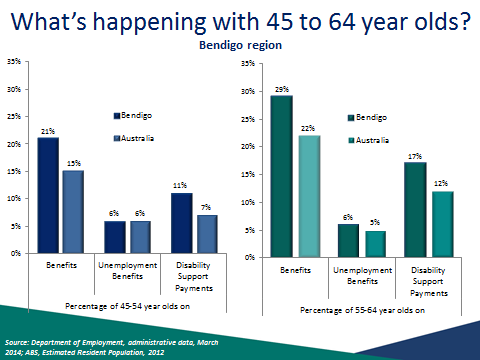 What's happening with 45 to 64 year olds?
Bendigo region
35%
30%
25%
20%
15%
10%
5%
0%
21%
15%
6%
6%
11%
7%
Bendigo
Australia
Benefits
Unemployment
Benefits
Disability
Support
Payments
Percentage of 45-54 year olds on
35%
30%
25%
20%
15%
10%
5%
0%
29%
22%
6%
5%
17%
12%
Bendigo
Australia
Benefits
Unemployment
Benefits
Disability
Support
Payments
Percentage of 55-64 year olds on
Source: Department of Employment, administrative data, March
2014; ABS, Estimated Resident Population, 2012